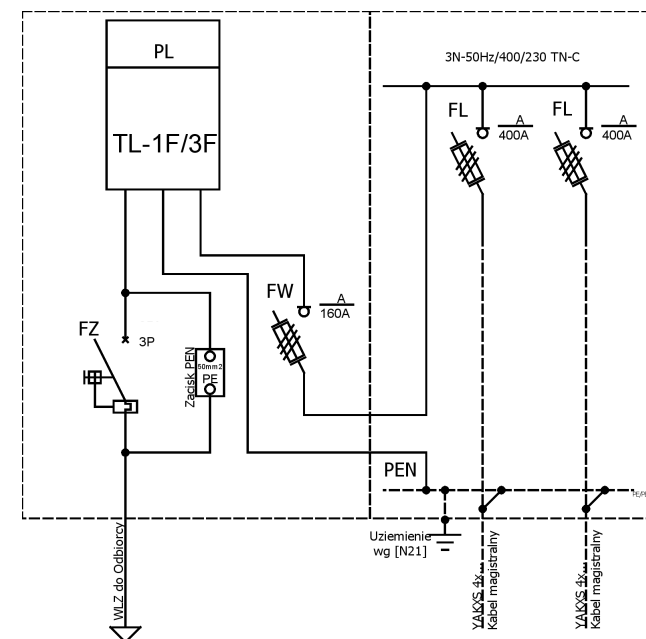 PL
TL-1F/3F
3N-50Hz/400/230 TN-C
FL
A
400A
FL
A
400A
FW
A
160A
FZ
3P
Zacisk PEN
50mm2
PE
PEN
Uziemienie
wg [N21]
WLZ do Odbiorcy
YAKXS 4x...
Kabel magistralny
YAKXS 4x...
Kabel magistralny